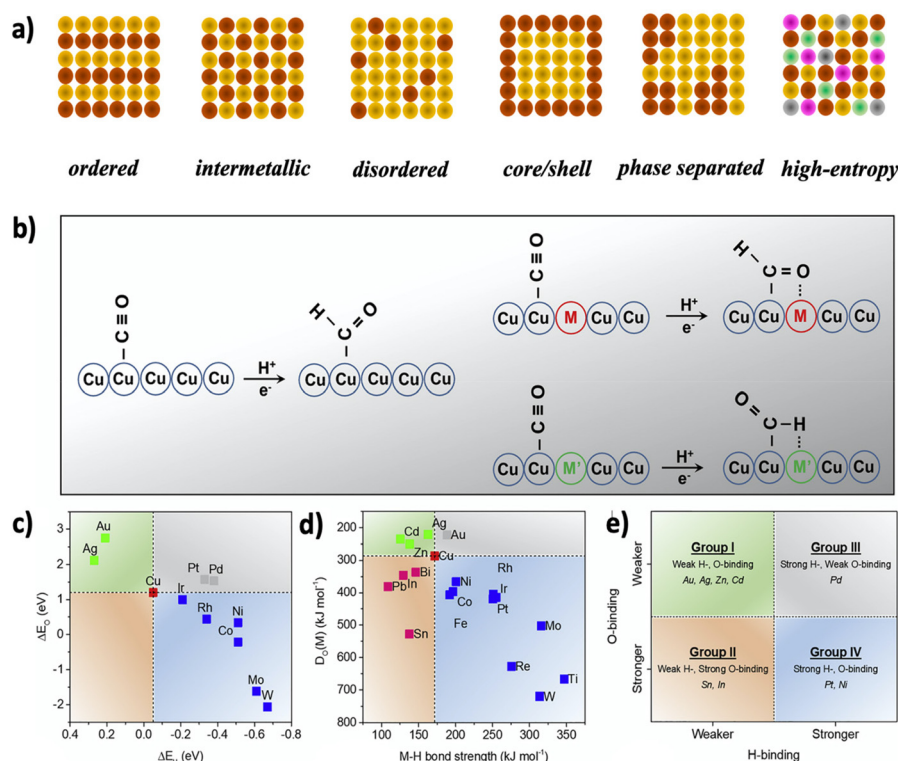 a)
ordered intermetallic disordered core/shell phase separated high-entropy
b)
C≡O
Cu Cu Cu Cu Cu
H⁺
e⁻
H C O
Cu Cu Cu Cu Cu
C≡O
Cu Cu M Cu Cu
H⁺
e⁻
H C=O
Cu Cu M Cu Cu
C≡O
Cu Cu M' Cu Cu
H⁺
e⁻
O C-H
Cu Cu M' Cu Cu
c)
3
2
1
0
-1
-2
ΔE_O (eV)
Au
Ag
Cu
Pt
Pd
Ir
Rh
Ni
Co
Mo
W
0.4 0.2 0.0 -0.2 -0.4 -0.6 -0.8
(eV)
d)
200
300
400
500
600
700
800
D_O(M) (kJ mol⁻¹)
Cd
Ag
Au
Zn
Cu
Bi
In
Pb
Sn
Ni
Co
Fe
Rh
Ir
Pt
Mo
Re
Ti
W
100 150 200 250 300 350
M-H bond strength (kJ mol⁻¹)
e)
O-binding
Weaker
Stronger
Group I
Weak H-, O-binding
Au, Ag, Zn, Cd
Group III
Strong H-, Weak O-binding
Pd
Group II
Weak H-, Strong O-binding
Sn, In
Group IV
Strong H-, O-binding
Pt, Ni
Weaker Stronger
H-binding